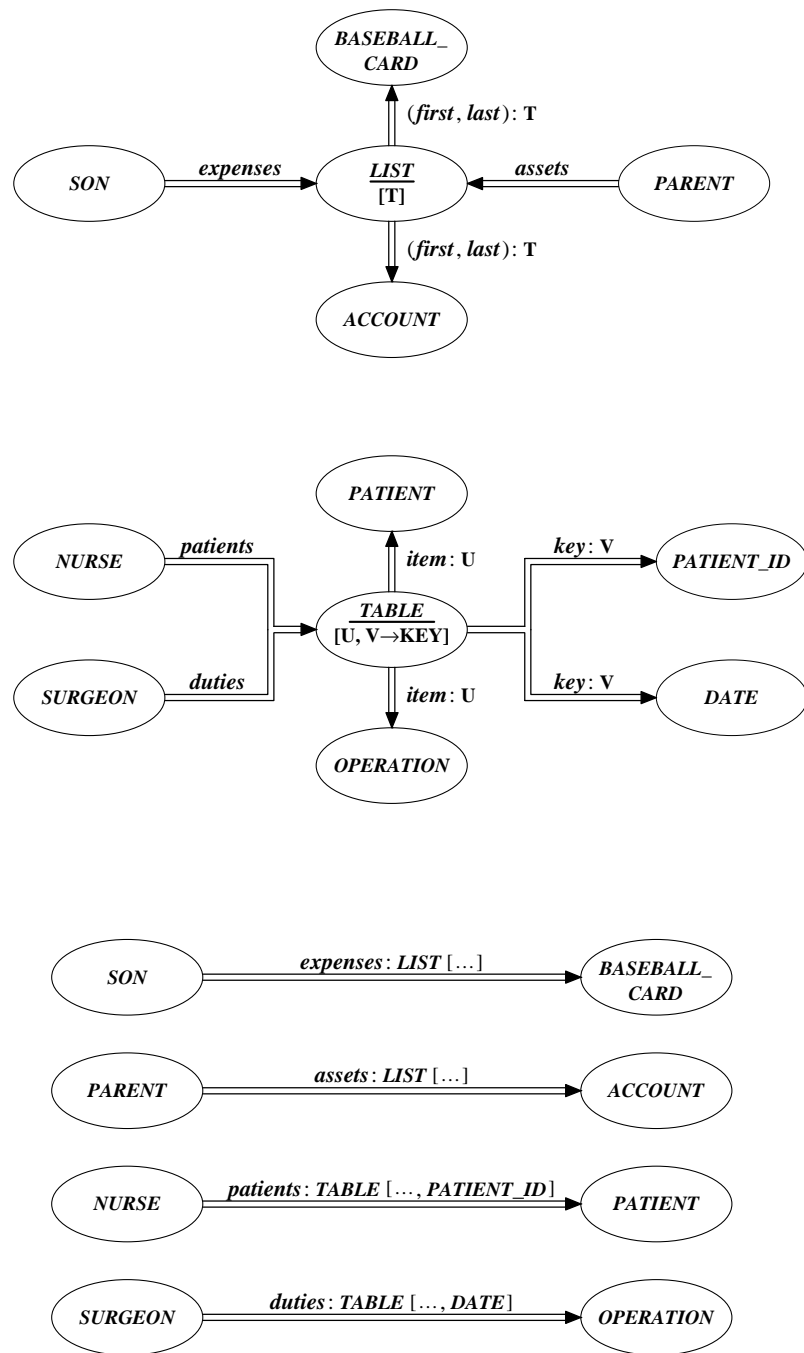 BASEBALL_
CARD
(first, last): T
SON
expenses
LIST
[T]
assets
PARENT
(first, last): T
ACCOUNT
PATIENT
NURSE
patients
item: U
key: V
PATIENT_ID
TABLE
[U, V→KEY]
SURGEON
duties
item: U
key: V
DATE
OPERATION
SON
expenses: LIST […]
BASEBALL_
CARD
PARENT
assets: LIST […]
ACCOUNT
NURSE
patients: TABLE […, PATIENT_ID]
PATIENT
SURGEON
duties: TABLE […, DATE]
OPERATION